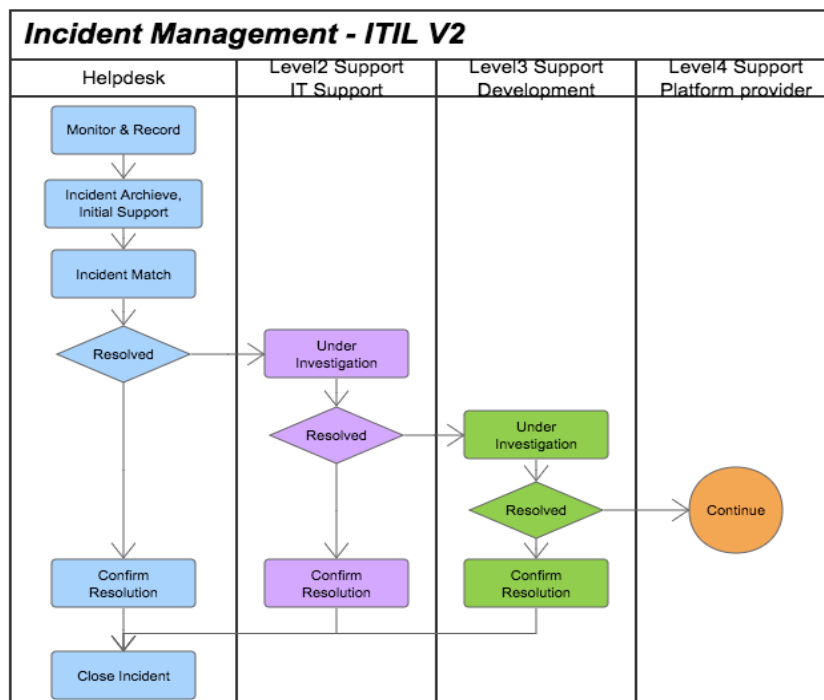 Incident Management - ITIL V2
Helpdesk
Level2 Support
IT Support
Level3 Support
Development
Level4 Support
Platform provider
Monitor & Record
Incident Archieve,
Initial Support
Incident Match
Resolved
Under
Investigation
Resolved
Under
Investigation
Resolved
Continue
Confirm
Resolution
Confirm
Resolution
Confirm
Resolution
Close Incident